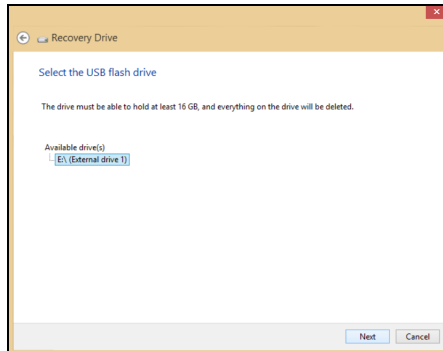 Recovery Drive
Select the USB flash drive
The drive must be able to hold at least 16 GB, and everything on the drive will be deleted.
Available drive(s)
E:\ (External drive 1)
Next Cancel